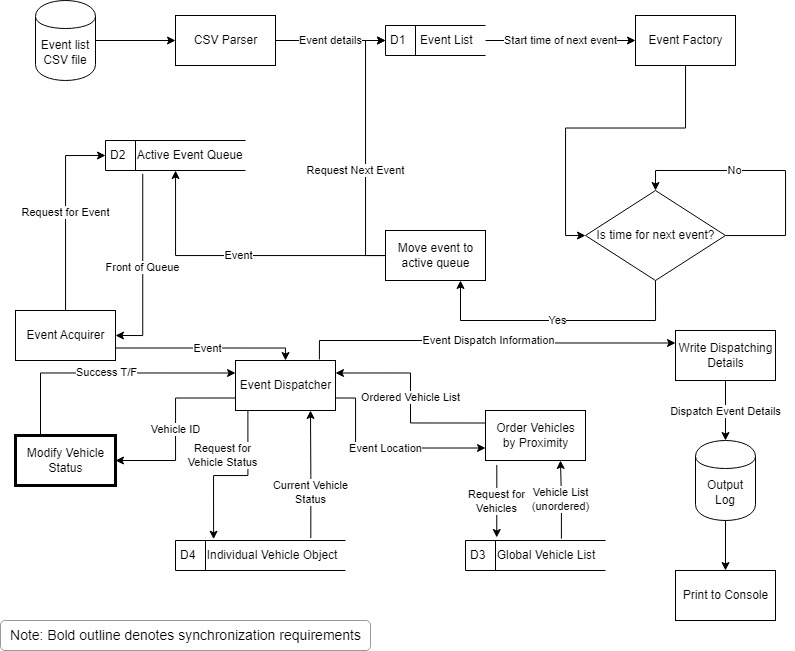 Event list
CSV file
CSV Parser
Event details
D1
Event List
Start time of next event
Event Factory
D2
Active Event Queue
Request Next Event
No
Request for Event
Is time for next event?
Event
Move event to
active queue
Front of Queue
Yes
Event Acquirer
Event
Event Dispatch Information
Write Dispatching
Details
Success T/F
Event Dispatcher
Ordered Vehicle List
Dispatch Event Details
Vehicle ID
Order Vehicles
by Proximity
Modify Vehicle
Status
Request for
Vehicle Status
Event Location
Current Vehicle
Status
Request for
Vehicles
Vehicle List
(unordered)
Output
Log
D4
Individual Vehicle Object
D3
Global Vehicle List
Print to Console
Note: Bold outline denotes synchronization requirements